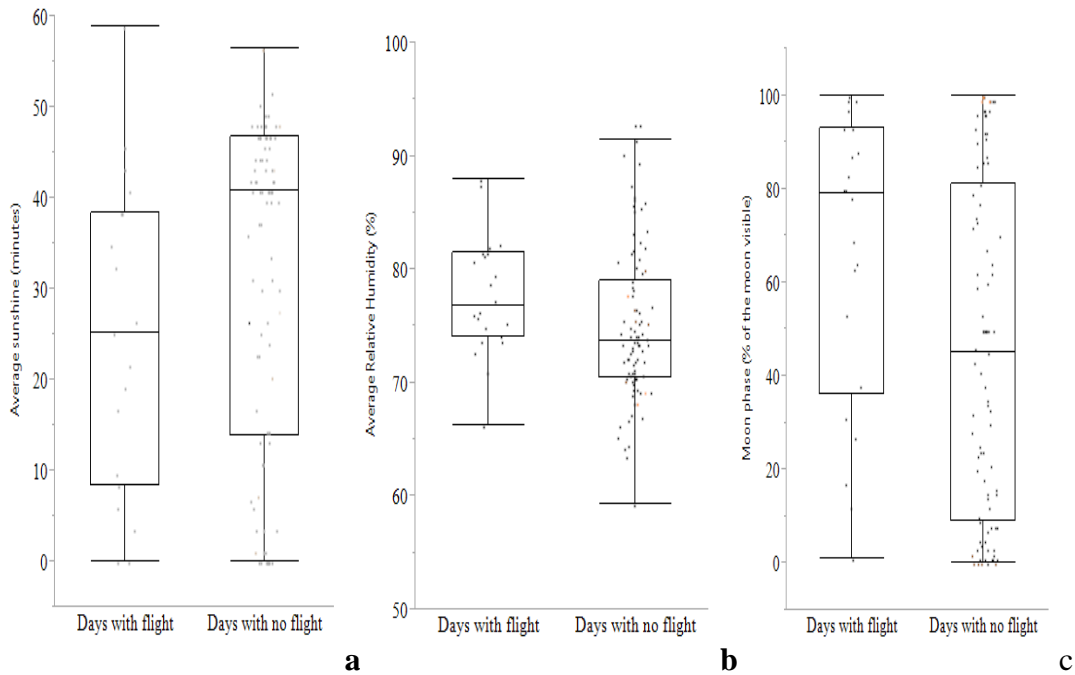 Average sunshine (minutes)
60
50
40
30
20
10
0
Days with flight
Days with no flight
a
Average Relative Humidity (%)
100
90
80
70
60
50
Days with flight
Days with no flight
b
Moon phase (% of the moon visible)
100
80
60
40
20
0
Days with flight
Days with no flight
c